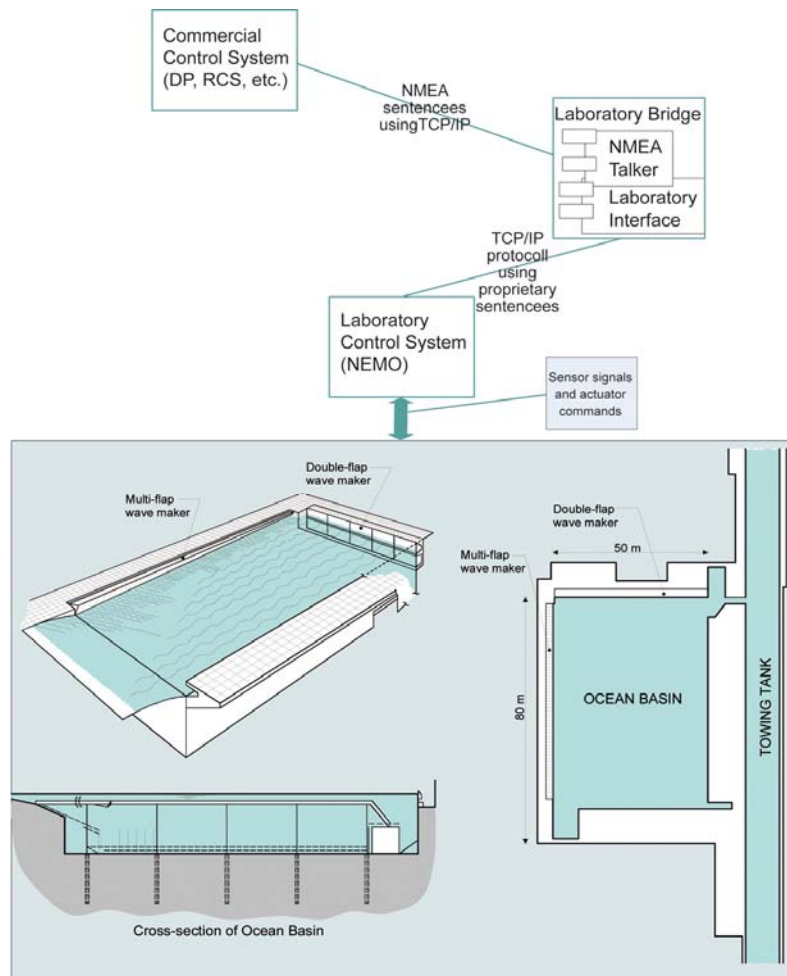 Commercial
Control System
(DP, RCS, etc.)
NMEA
sentencees
usingTCP/IP
Laboratory Bridge
NMEA
Talker
Laboratory
Interface
TCP/IP
protocoll
using
proprietary
sentencees
Laboratory
Control System
(NEMO)
Sensor signals
and actuator
commands
Double-flap
wave maker
Multi-flap
wave maker
Double-flap
wave maker
50 m
Multi-flap
wave maker
80 m
OCEAN BASIN
TOWING TANK
Cross-section of Ocean Basin